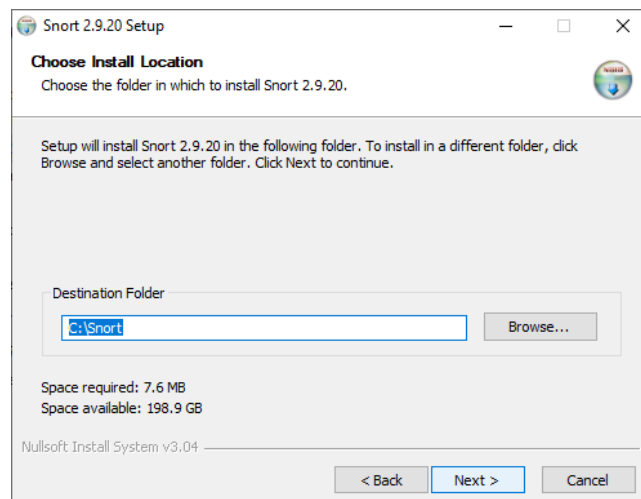 Snort 2.9.20 Setup
Choose Install Location
Choose the folder in which to install Snort 2.9.20.
Setup will install Snort 2.9.20 in the following folder. To install in a different folder, click
Browse and select another folder. Click Next to continue.
Destination Folder
C:\Snort
Browse...
Space required: 7.6 MB
Space available: 198.9 GB
Nullsoft Install System v3.04
< Back Next > Cancel